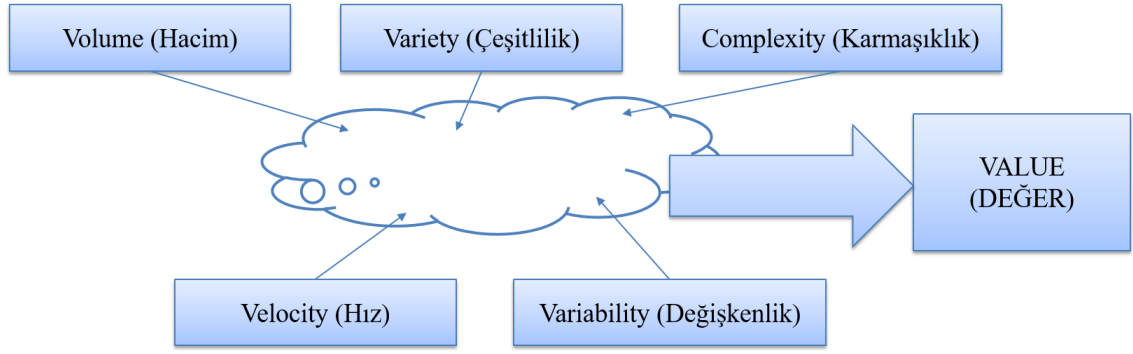 Volume (Hacim)
Variety (Çeşitlilik)
Complexity (Karmaşıklık)
VALUE
(DEĞER)
Velocity (Hız)
Variability (Değişkenlik)